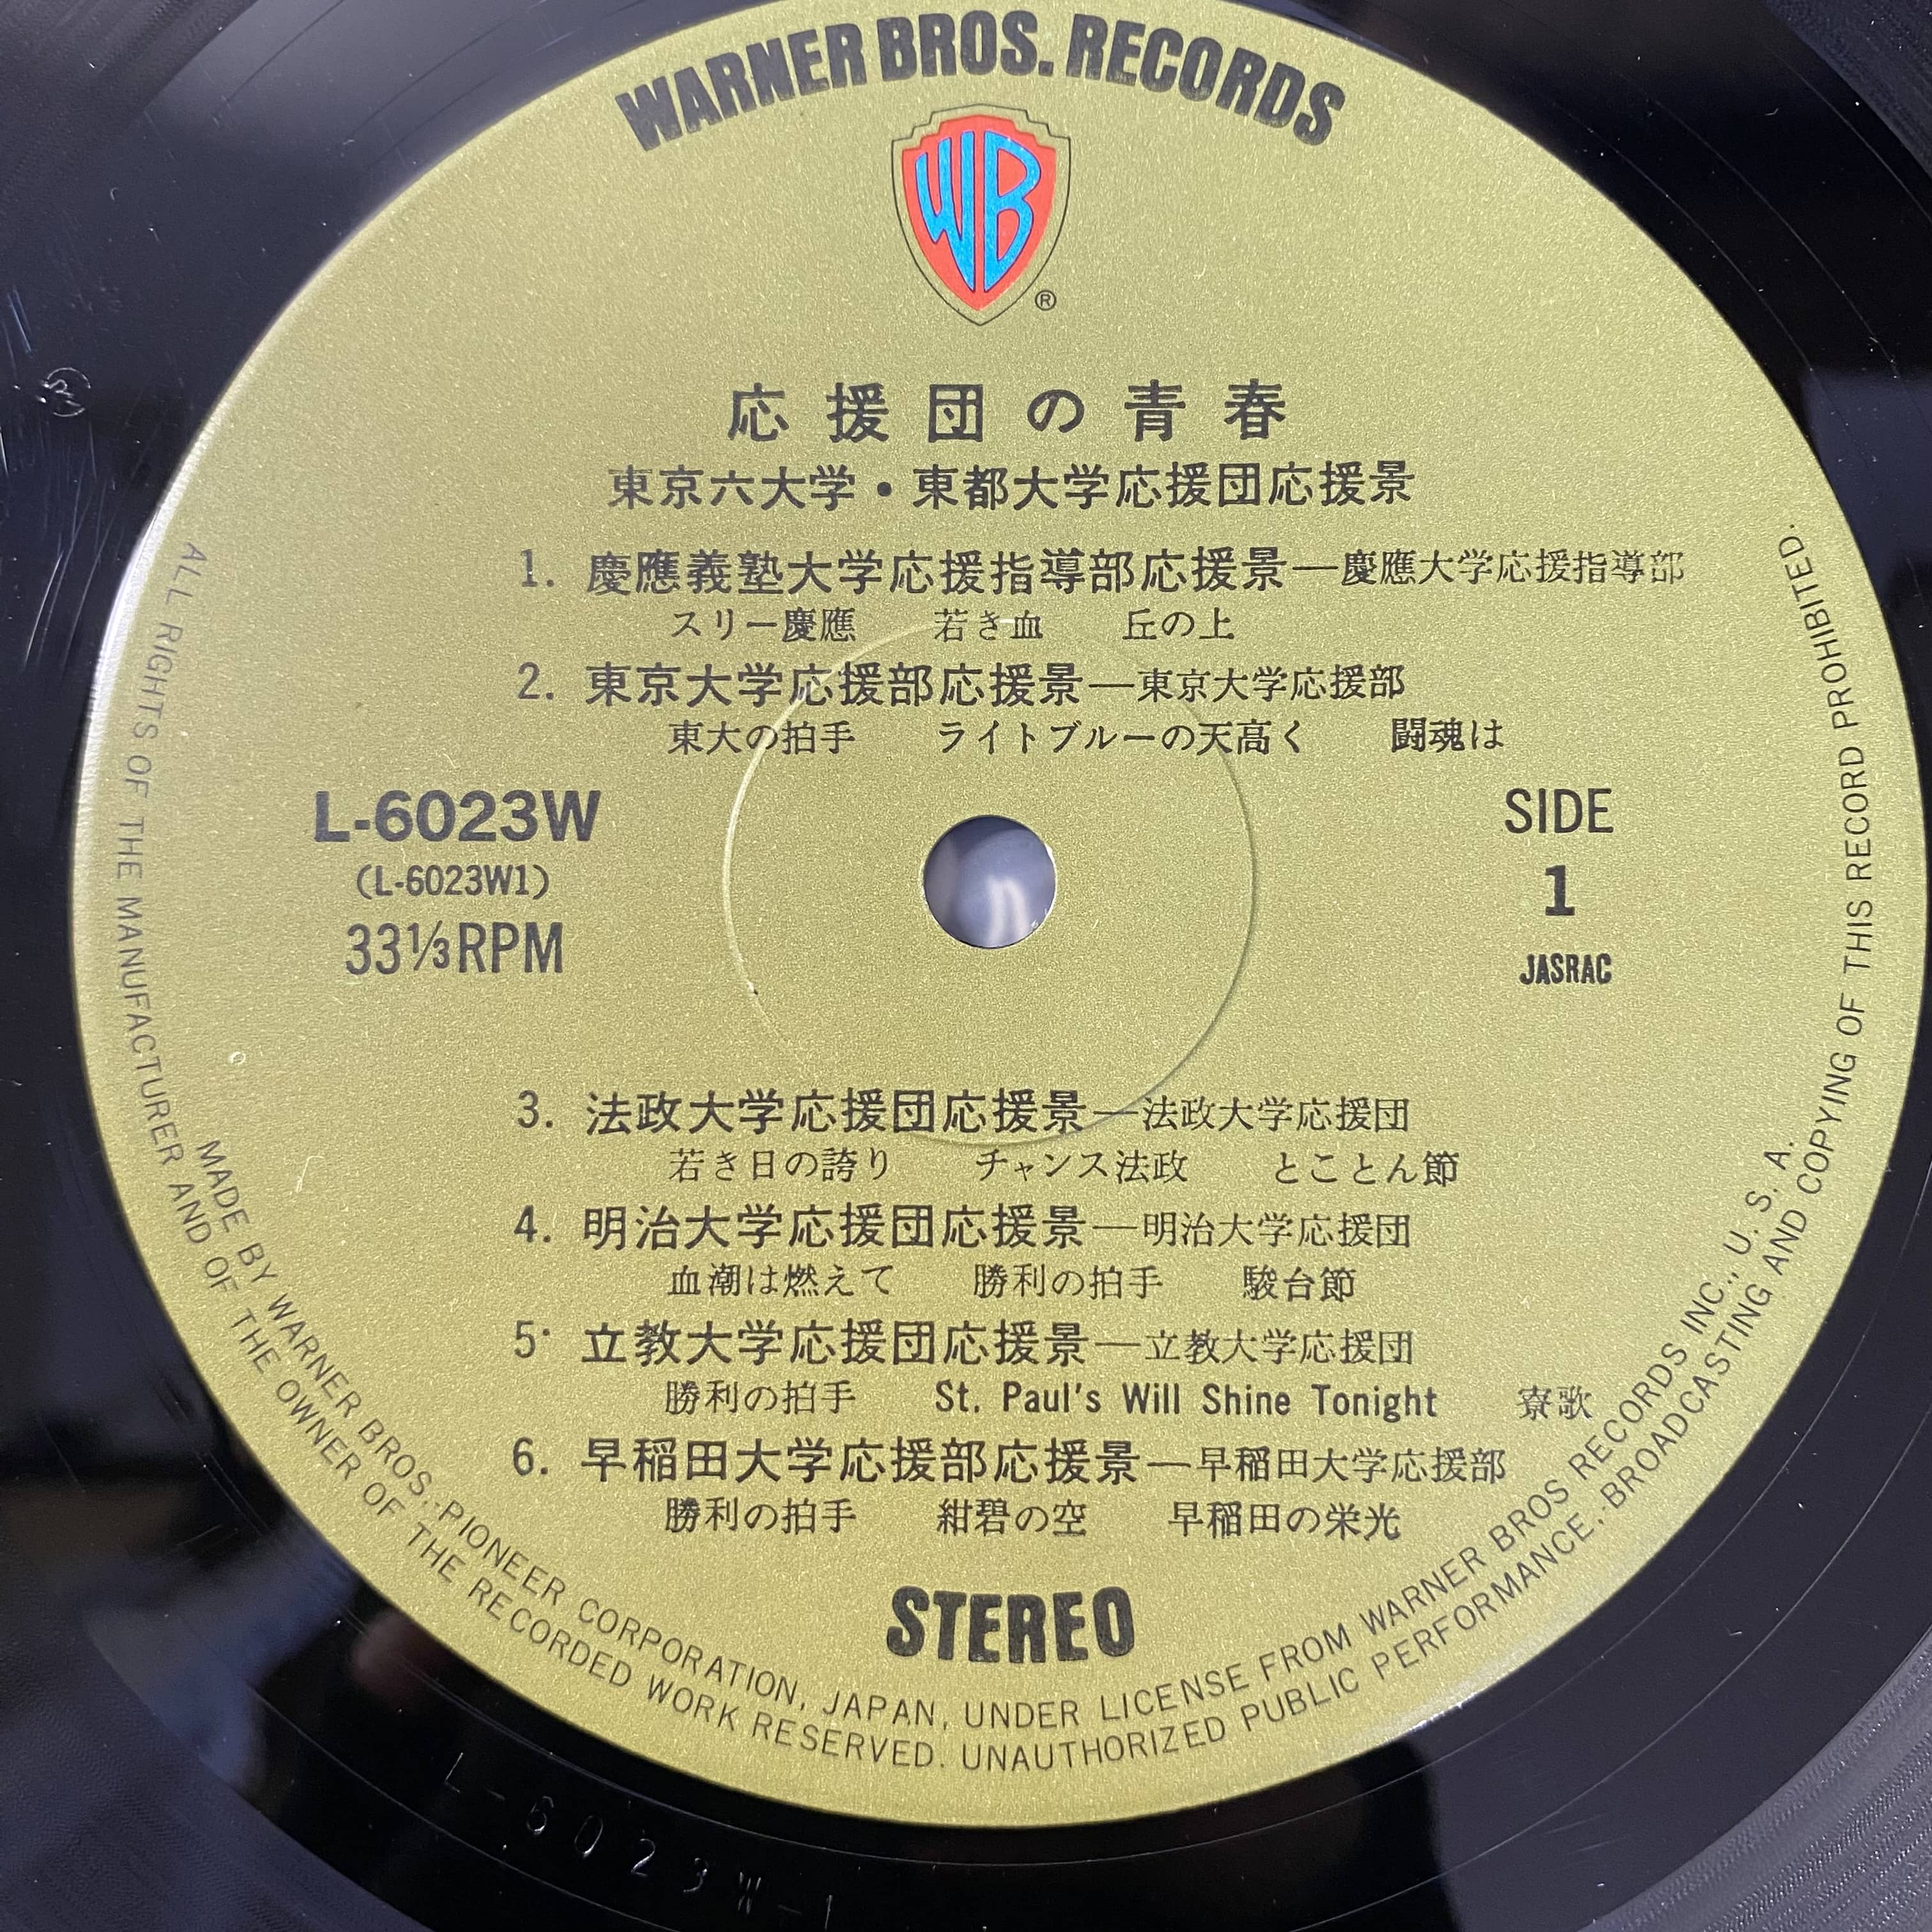 WARNER BROS. RECORDS
WB
®
応援団の青春
東京六大学・東都大学応援団応援景
1. 慶應義塾大学応援指導部応援景—慶應大学応援指導部
スリー慶應 若き血 丘の上
2. 東京大学応援部応援景—東京大学応援部
東大の拍手 ライトブルーの天高く 闘魂は
L-6023W
(L-6023W1)
33⅓RPM
SIDE
1
JASRAC
3. 法政大学応援団応援景—法政大学応援団
若き日の誇り チャンス法政 とことん節
4. 明治大学応援団応援景—明治大学応援団
血潮は燃えて 勝利の拍手 駿台節
5. 立教大学応援団応援景—立教大学応援団
勝利の拍手 St. Paul's Will Shine Tonight 寮歌
6. 早稲田大学応援部応援景—早稲田大学応援部
勝利の拍手 紺碧の空 早稲田の栄光
STEREO
MADE BY WARNER BROS.-PIONEER CORPORATION, JAPAN, UNDER LICENSE FROM WARNER BROS RECORDS INC., U. S. A.
ALL RIGHTS OF THE MANUFACTURER AND OF THE OWNER OF THE RECORDED WORK RESERVED. UNAUTHORIZED PUBLIC PERFORMANCE, BROADCASTING AND COPYING OF THIS RECORD PROHIBITED.
L-6023W-1